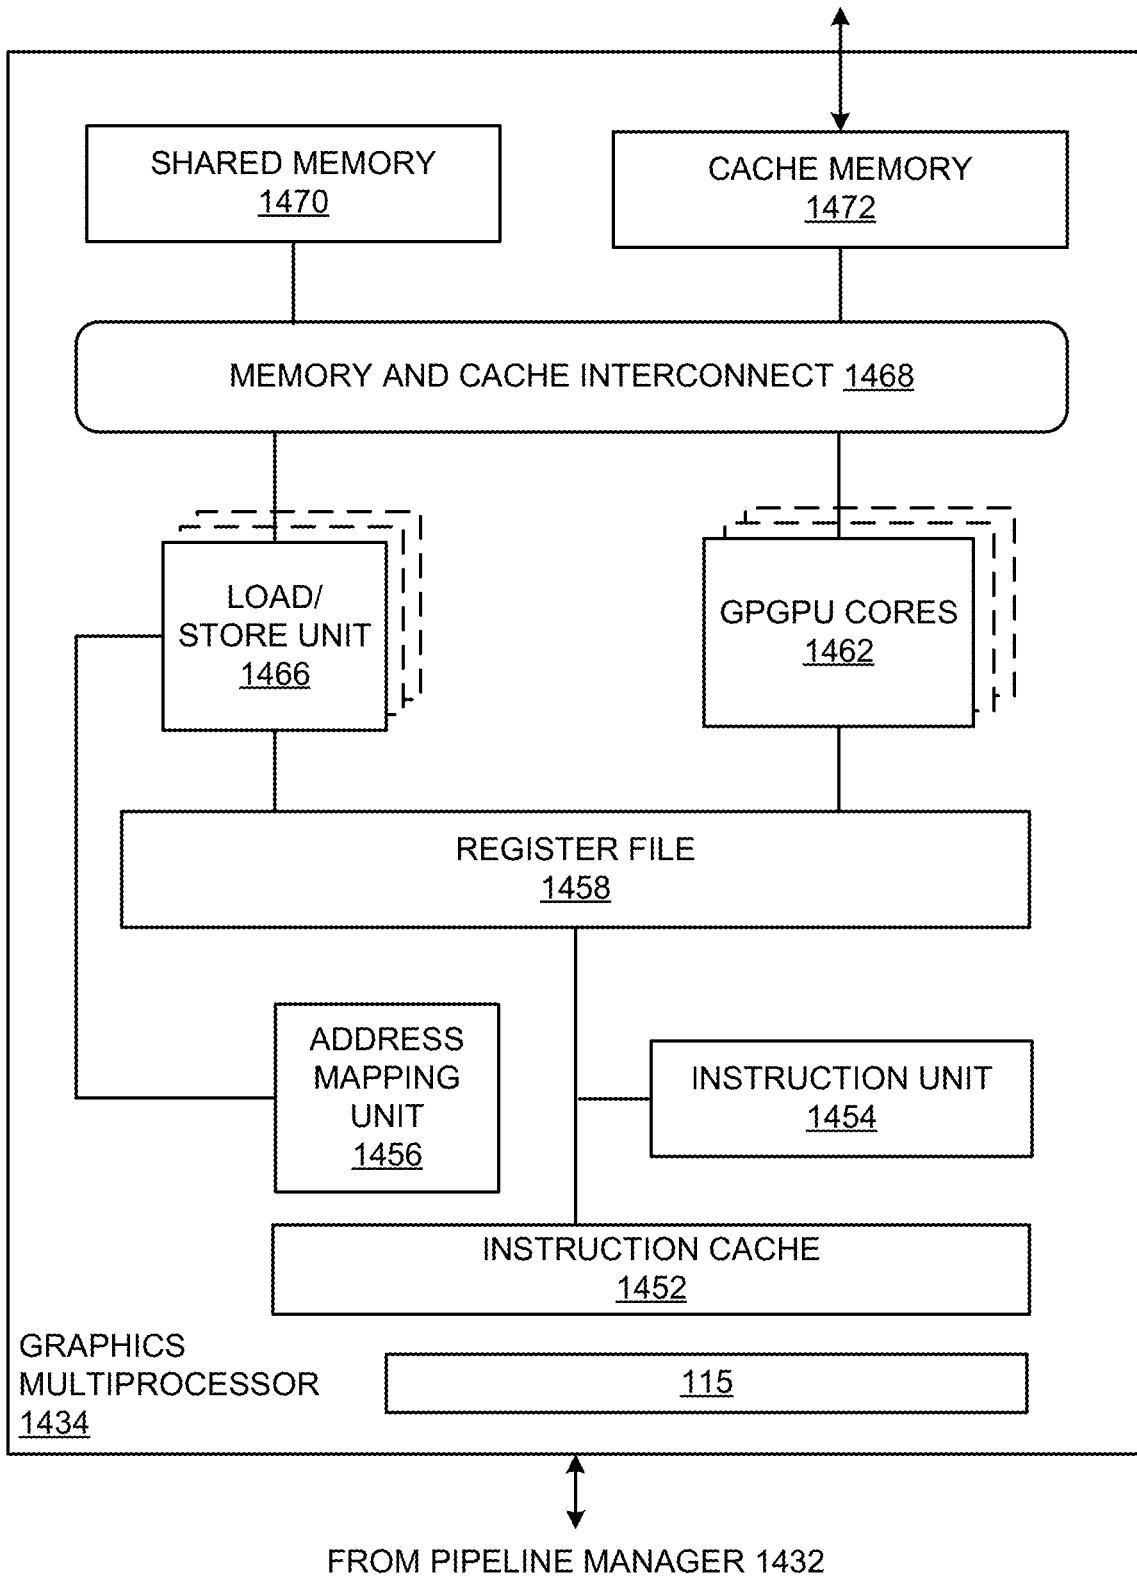 SHARED MEMORY
1470
CACHE MEMORY
1472
MEMORY AND CACHE INTERCONNECT 1468
LOAD/
STORE UNIT
1466
GPGPU CORES
1462
REGISTER FILE
1458
ADDRESS
MAPPING
UNIT
1456
INSTRUCTION UNIT
1454
INSTRUCTION CACHE
1452
GRAPHICS
MULTIPROCESSOR
1434
115
FROM PIPELINE MANAGER 1432